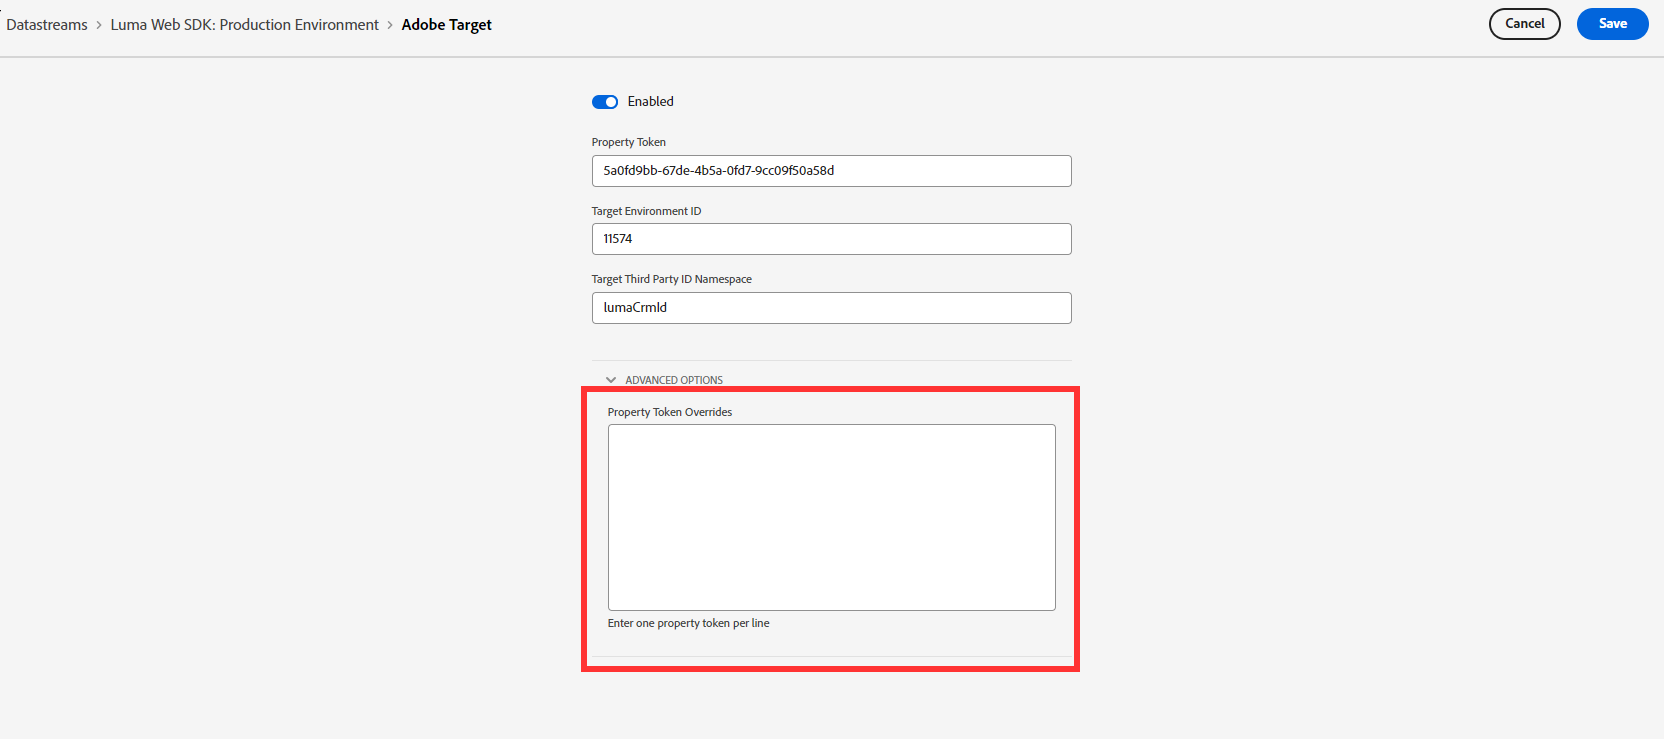 Datastreams > Luma Web SDK: Production Environment > Adobe Target
Cancel
Save
Enabled
Property Token
5a0fd9bb-67de-4b5a-0fd7-9cc09f50a58d
Target Environment ID
11574
Target Third Party ID Namespace
lumaCrmId
ADVANCED OPTIONS
Property Token Overrides
Enter one property token per line